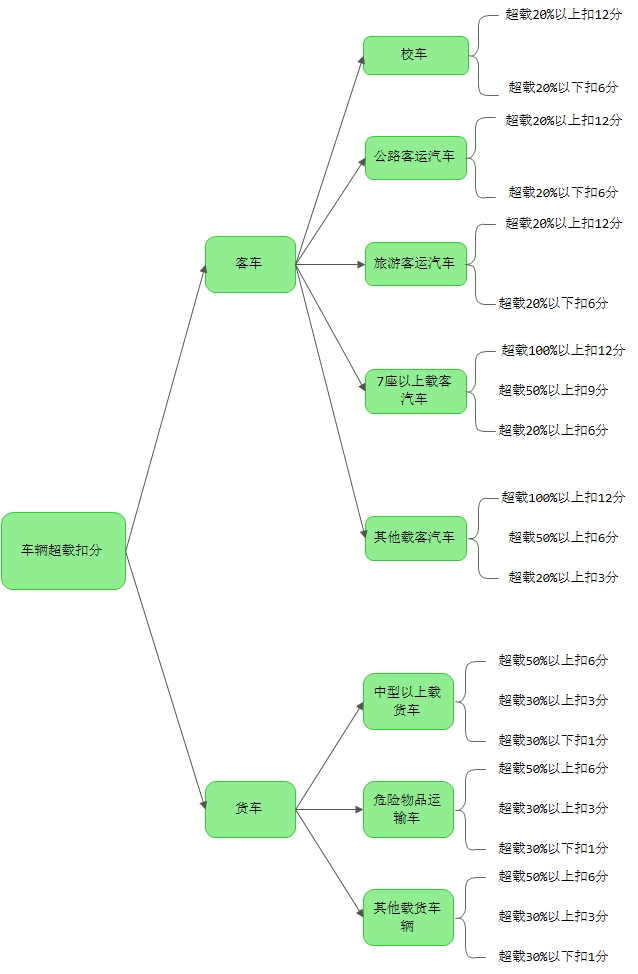 车辆超载扣分
客车
校车
超载20%以上扣12分
超载20%以下扣6分
公路客运汽车
超载20%以上扣12分
超载20%以下扣6分
旅游客运汽车
超载20%以上扣12分
超载20%以下扣6分
7座以上载客
汽车
超载100%以上扣12分
超载50%以上扣9分
超载20%以上扣6分
其他载客汽车
超载100%以上扣12分
超载50%以上扣6分
超载20%以上扣3分
货车
中型以上载
货车
超载50%以上扣6分
超载30%以上扣3分
超载30%以下扣1分
危险物品运
输车
超载50%以上扣6分
超载30%以上扣3分
超载30%以下扣1分
其他载货车
辆
超载50%以上扣6分
超载30%以上扣3分
超载30%以下扣1分